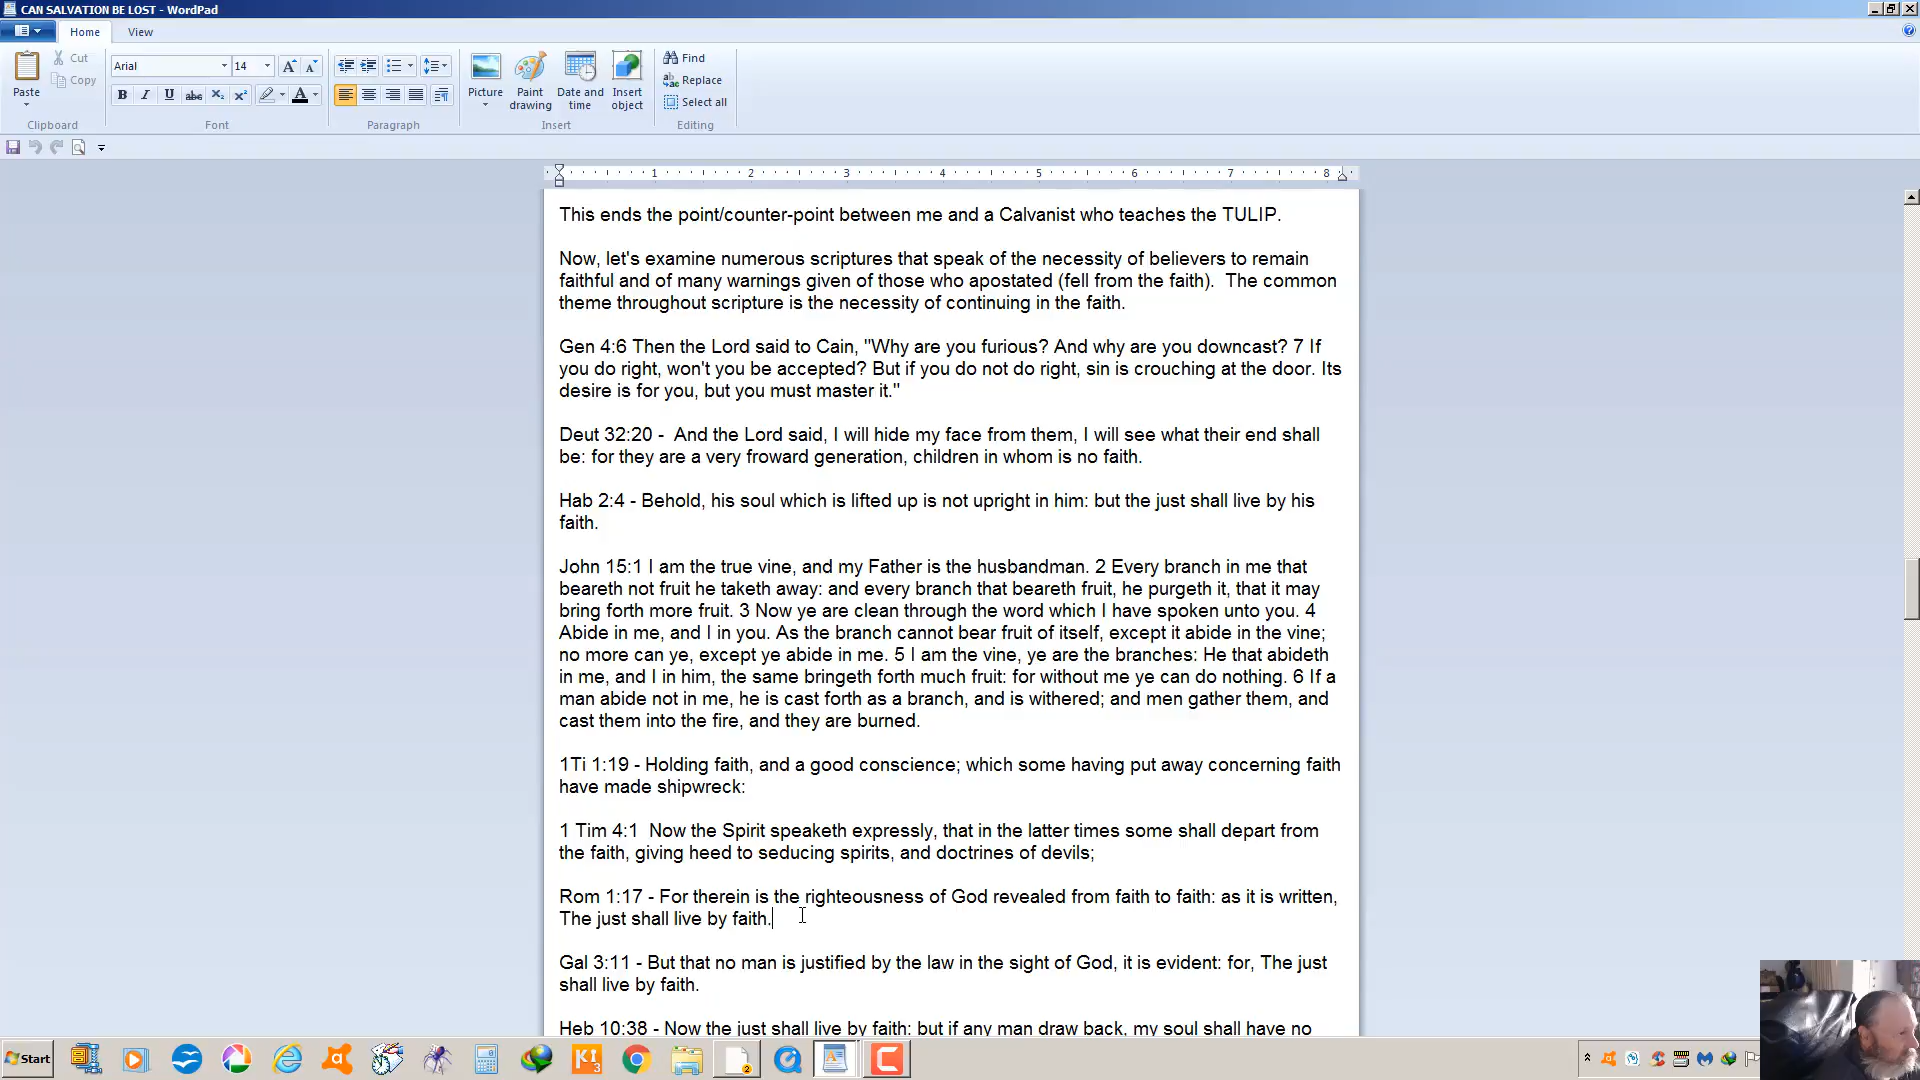 CAN SALVATION BE LOST - WordPad
Home View
Cut
Copy
Paste
Arial 14
Picture
Paint drawing
Date and time
Insert object
Find
Replace
Select all
Clipboard Font Paragraph Insert Editing
1 2 3 4 5 6 7 8
This ends the point/counter-point between me and a Calvanist who teaches the TULIP.
Now, let's examine numerous scriptures that speak of the necessity of believers to remain
faithful and of many warnings given of those who apostated (fell from the faith).  The common
theme throughout scripture is the necessity of continuing in the faith.
Gen 4:6 Then the Lord said to Cain, "Why are you furious? And why are you downcast? 7 If
you do right, won't you be accepted? But if you do not do right, sin is crouching at the door. Its
desire is for you, but you must master it."
Deut 32:20 -  And the Lord said, I will hide my face from them, I will see what their end shall
be: for they are a very froward generation, children in whom is no faith.
Hab 2:4 - Behold, his soul which is lifted up is not upright in him: but the just shall live by his
faith.
John 15:1 I am the true vine, and my Father is the husbandman. 2 Every branch in me that
beareth not fruit he taketh away: and every branch that beareth fruit, he purgeth it, that it may
bring forth more fruit. 3 Now ye are clean through the word which I have spoken unto you. 4
Abide in me, and I in you. As the branch cannot bear fruit of itself, except it abide in the vine;
no more can ye, except ye abide in me. 5 I am the vine, ye are the branches: He that abideth
in me, and I in him, the same bringeth forth much fruit: for without me ye can do nothing. 6 If a
man abide not in me, he is cast forth as a branch, and is withered; and men gather them, and
cast them into the fire, and they are burned.
1Ti 1:19 - Holding faith, and a good conscience; which some having put away concerning faith
have made shipwreck:
1 Tim 4:1  Now the Spirit speaketh expressly, that in the latter times some shall depart from
the faith, giving heed to seducing spirits, and doctrines of devils;
Rom 1:17 - For therein is the righteousness of God revealed from faith to faith: as it is written,
The just shall live by faith.
Gal 3:11 - But that no man is justified by the law in the sight of God, it is evident: for, The just
shall live by faith.
Heb 10:38 - Now the just shall live by faith: but if any man draw back, my soul shall have no
Start